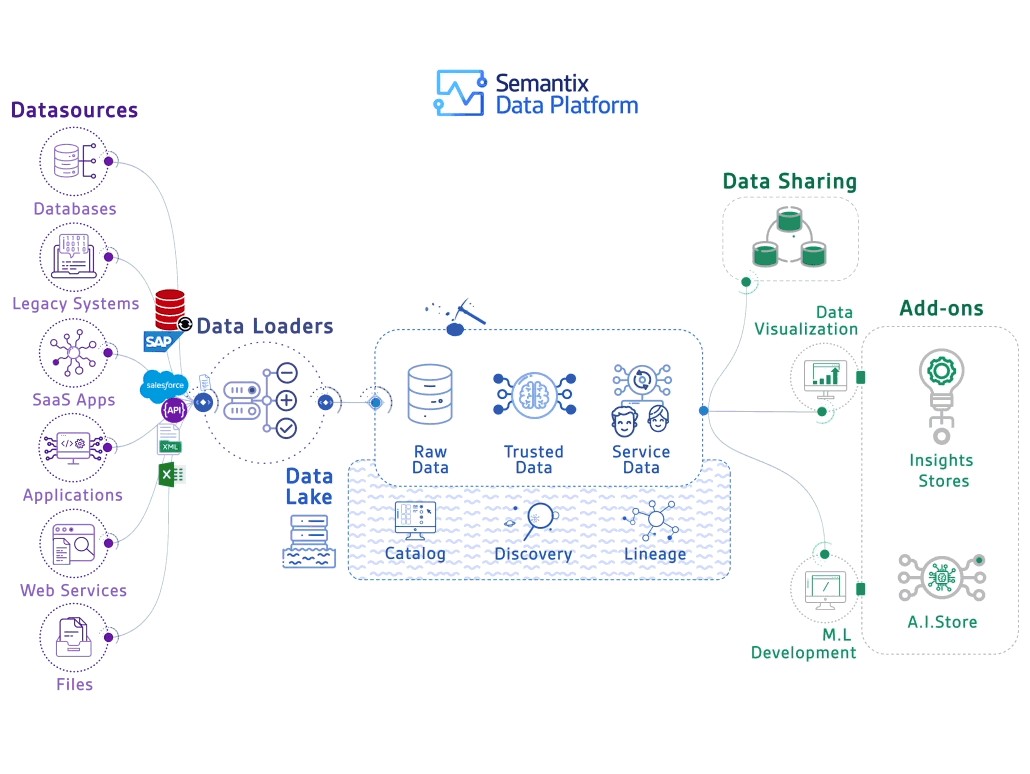 Semantix
Data Platform
Datasources
Databases
Legacy Systems
SaaS Apps
Applications
Web Services
Files
SAP
salesforce
API
XML
X
Data Loaders
Raw
Data
Trusted
Data
Service
Data
Data
Lake
Catalog
Discovery
Lineage
Data Sharing
Data
Visualization
M.L
Development
Add-ons
Insights
Stores
A.I.Store